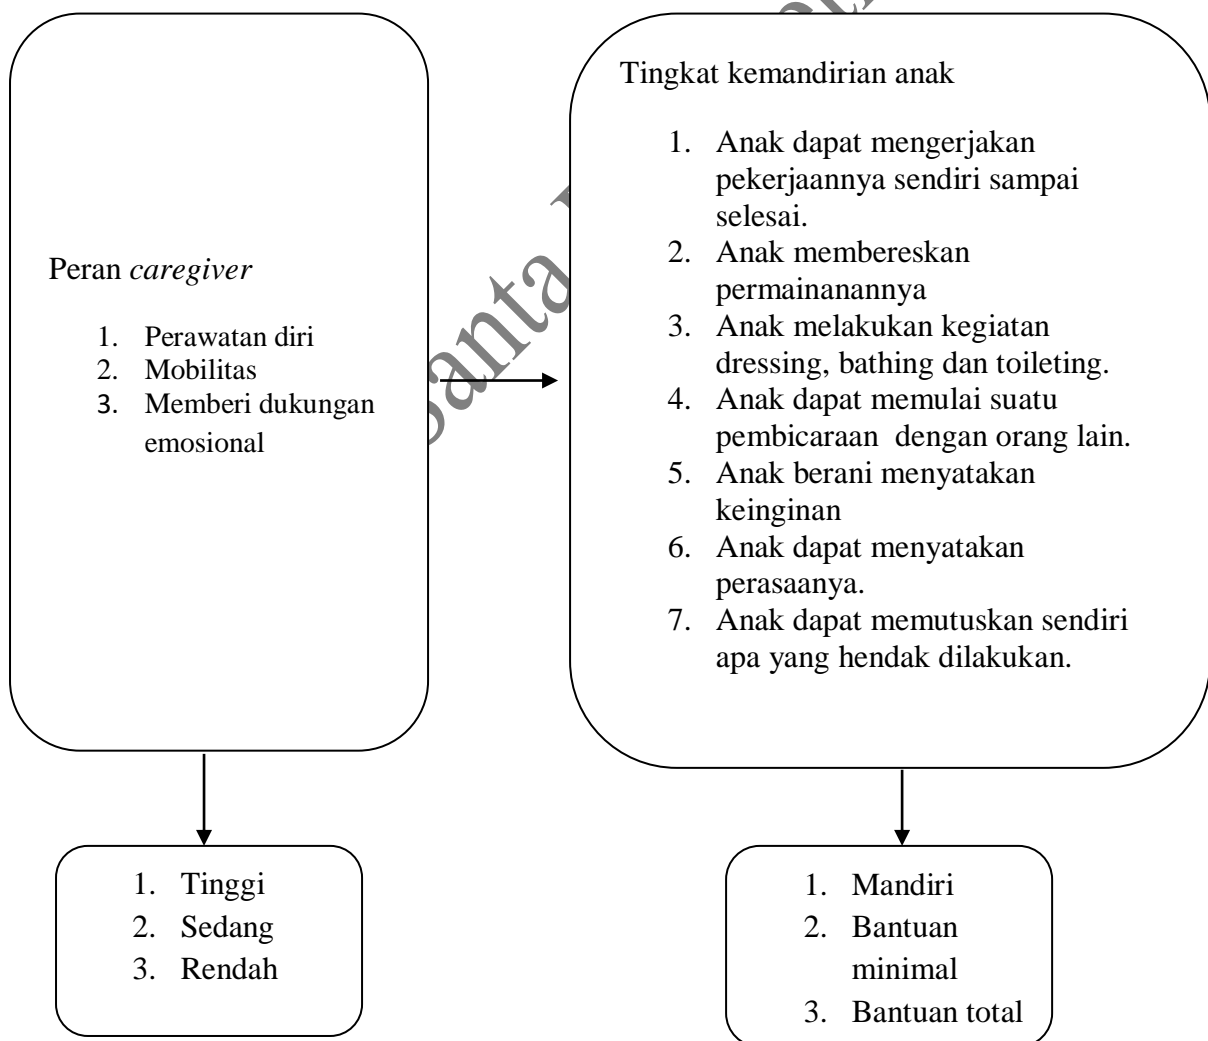 Peran caregiver
1. Perawatan diri
2. Mobilitas
3. Memberi dukungan
emosional
Tingkat kemandirian anak
1. Anak dapat mengerjakan
pekerjaannya sendiri sampai
selesai.
2. Anak membereskan
permainanannya
3. Anak melakukan kegiatan
dressing, bathing dan toileting.
4. Anak dapat memulai suatu
pembicaraan dengan orang lain.
5. Anak berani menyatakan
keinginan
6. Anak dapat menyatakan
perasaanya.
7. Anak dapat memutuskan sendiri
apa yang hendak dilakukan.
1. Tinggi
2. Sedang
3. Rendah
1. Mandiri
2. Bantuan
minimal
3. Bantuan total